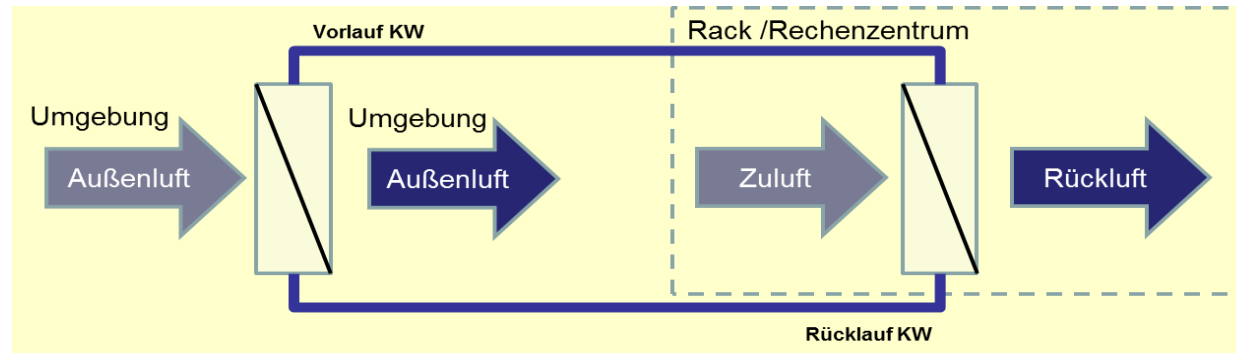 Vorlauf KW
Rack /Rechenzentrum
Umgebung
Umgebung
Außenluft
Außenluft
Zuluft
Rückluft
Rücklauf KW